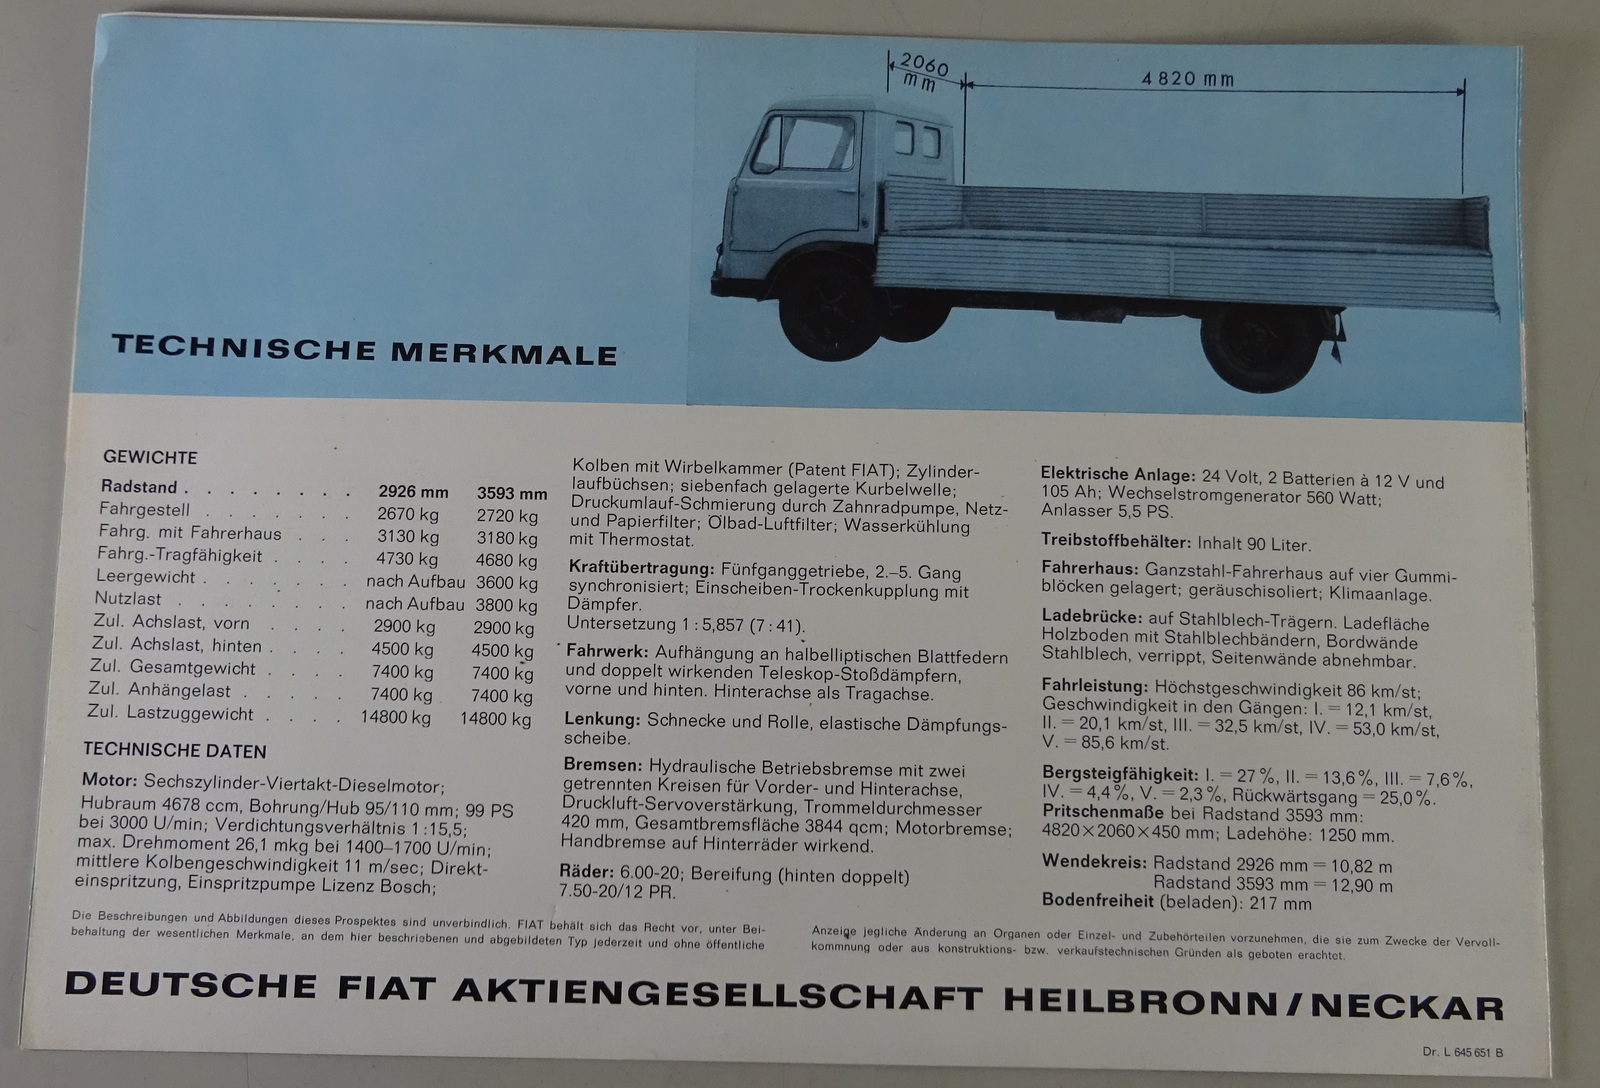 2060
mm
4820 mm
TECHNISCHE MERKMALE
GEWICHTE
Radstand . . . . . . . . 2926 mm 3593 mm
Fahrgestell . . . . . . . 2670 kg 2720 kg
Fahrg. mit Fahrerhaus . . . 3130 kg 3180 kg
Fahrg.-Tragfähigkeit . . . . 4730 kg 4680 kg
Leergewicht . . . . . . . nach Aufbau 3600 kg
Nutzlast . . . . . . . . nach Aufbau 3800 kg
Zul. Achslast, vorn . . . . 2900 kg 2900 kg
Zul. Achslast, hinten . . . . 4500 kg 4500 kg
Zul. Gesamtgewicht . . . . 7400 kg 7400 kg
Zul. Anhängelast . . . . . 7400 kg 7400 kg
Zul. Lastzuggewicht . . . . 14800 kg 14800 kg
TECHNISCHE DATEN
Motor: Sechszylinder-Viertakt-Dieselmotor;
Hubraum 4678 ccm, Bohrung/Hub 95/110 mm; 99 PS
bei 3000 U/min; Verdichtungsverhältnis 1:15,5;
max. Drehmoment 26,1 mkg bei 1400–1700 U/min;
mittlere Kolbengeschwindigkeit 11 m/sec; Direkt-
einspritzung, Einspritzpumpe Lizenz Bosch;
Kolben mit Wirbelkammer (Patent FIAT); Zylinder-
laufbüchsen; siebenfach gelagerte Kurbelwelle;
Druckumlauf-Schmierung durch Zahnradpumpe, Netz-
und Papierfilter; Ölbad-Luftfilter; Wasserkühlung
mit Thermostat.
Kraftübertragung: Fünfganggetriebe, 2.–5. Gang
synchronisiert; Einscheiben-Trockenkupplung mit
Dämpfer.
Untersetzung 1:5,857 (7:41).
Fahrwerk: Aufhängung an halbelliptischen Blattfedern
und doppelt wirkenden Teleskop-Stoßdämpfern,
vorne und hinten. Hinterachse als Tragachse.
Lenkung: Schnecke und Rolle, elastische Dämpfungs-
scheibe.
Bremsen: Hydraulische Betriebsbremse mit zwei
getrennten Kreisen für Vorder- und Hinterachse,
Druckluft-Servoverstärkung, Trommeldurchmesser
420 mm, Gesamtbremsfläche 3844 qcm; Motorbremse;
Handbremse auf Hinterräder wirkend.
Räder: 6.00-20; Bereifung (hinten doppelt)
7.50-20/12 PR.
Elektrische Anlage: 24 Volt, 2 Batterien à 12 V und
105 Ah; Wechselstromgenerator 560 Watt;
Anlasser 5,5 PS.
Treibstoffbehälter: Inhalt 90 Liter.
Fahrerhaus: Ganzstahl-Fahrerhaus auf vier Gummi-
blöcken gelagert; geräuschisoliert; Klimaanlage.
Ladebrücke: auf Stahlblech-Trägern. Ladefläche
Holzboden mit Stahlblechbändern, Bordwände
Stahlblech, verrippt, Seitenwände abnehmbar.
Fahrleistung: Höchstgeschwindigkeit 86 km/st;
Geschwindigkeit in den Gängen: I. = 12,1 km/st,
II. = 20,1 km/st, III. = 32,5 km/st, IV. = 53,0 km/st,
V. = 85,6 km/st.
Bergsteigfähigkeit: I. = 27 %, II. = 13,6 %, III. = 7,6 %,
IV. = 4,4 %, V. = 2,3 %, Rückwärtsgang = 25,0 %.
Pritschenmaße bei Radstand 3593 mm:
4820×2060×450 mm; Ladehöhe: 1250 mm.
Wendekreis: Radstand 2926 mm = 10,82 m
Radstand 3593 mm = 12,90 m
Bodenfreiheit (beladen): 217 mm
Die Beschreibungen und Abbildungen dieses Prospektes sind unverbindlich. FIAT behält sich das Recht vor, unter Bei-
behaltung der wesentlichen Merkmale, an dem hier beschriebenen und abgebildeten Typ jederzeit und ohne öffentliche
Anzeige jegliche Änderung an Organen oder Einzel- und Zubehörteilen vorzunehmen, die sie zum Zwecke der Vervoll-
kommnung oder aus konstruktions- bzw. verkaufstechnischen Gründen als geboten erachtet.
DEUTSCHE FIAT AKTIENGESELLSCHAFT HEILBRONN/NECKAR
Dr. L 645 651 B